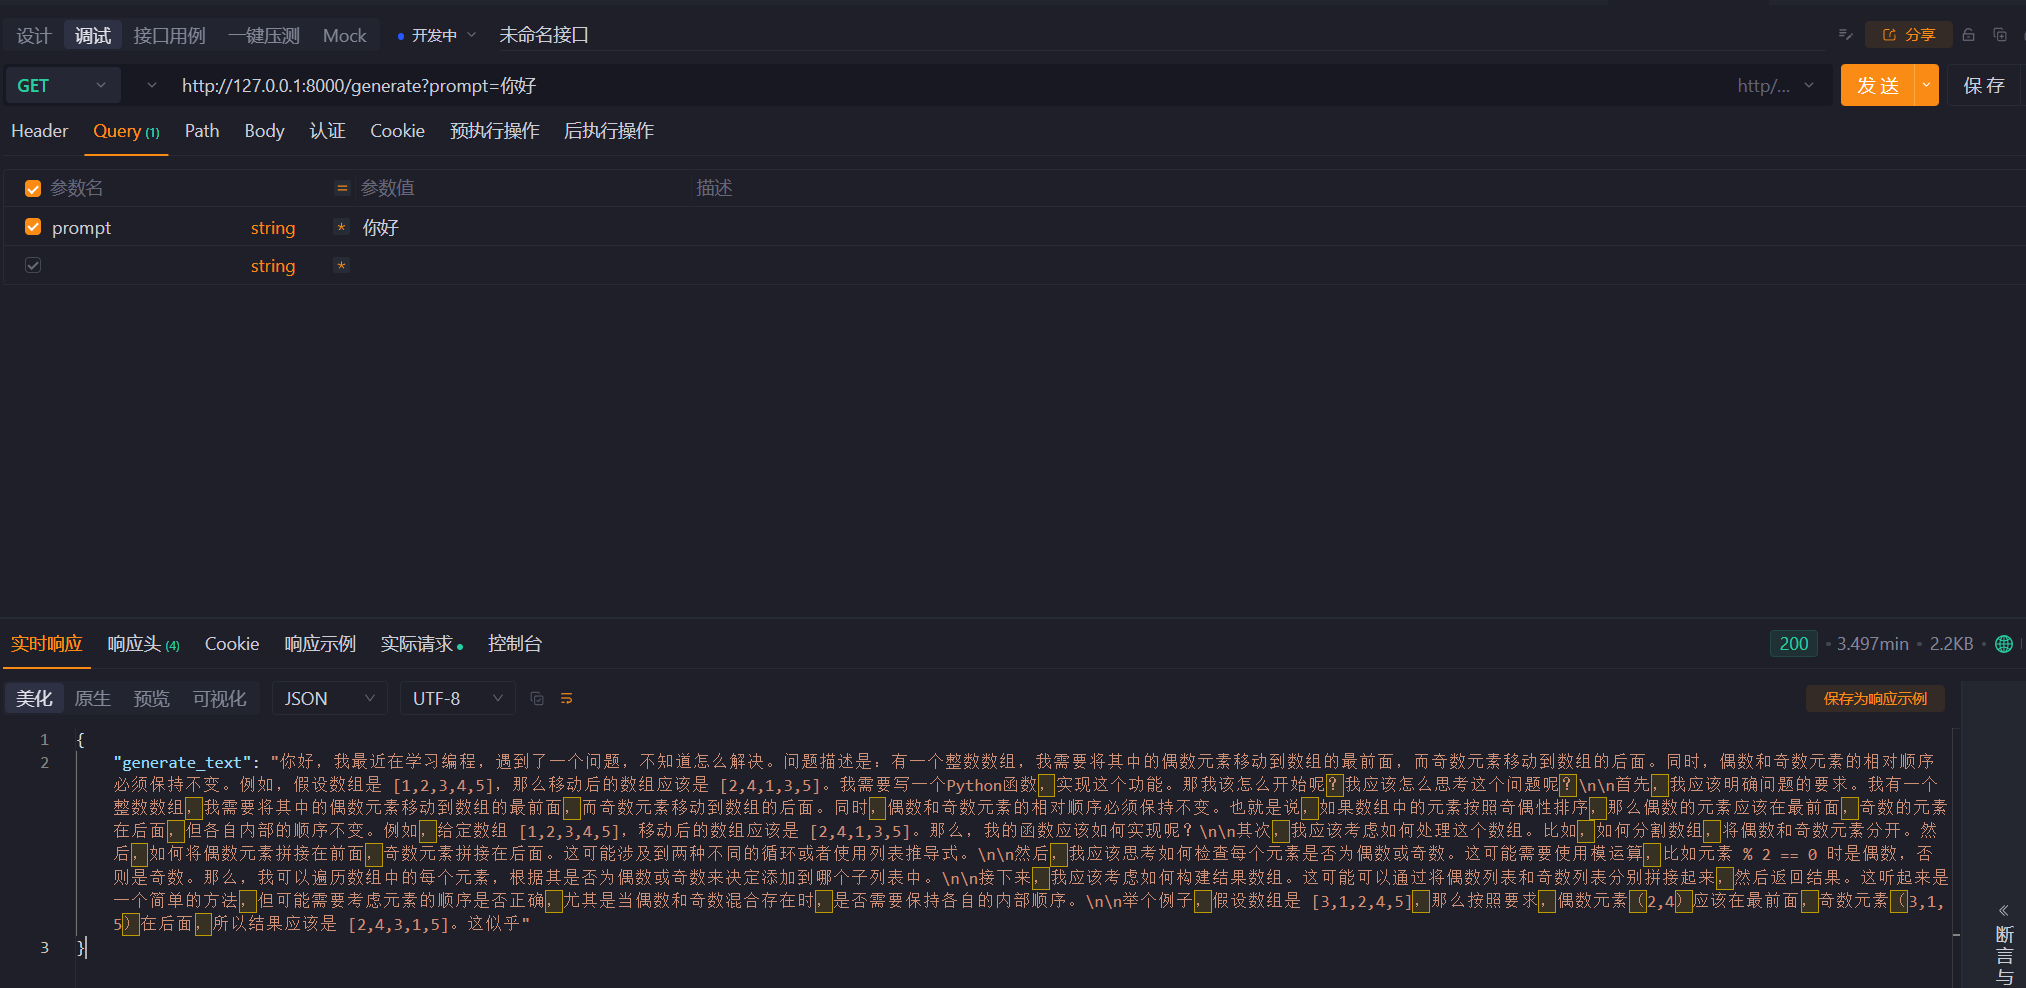 设计 调试 接口用例 一键压测 Mock 开发中 未命名接口 分享
GET http://127.0.0.1:8000/generate?prompt=你好 http/... 发送 保存
Header Query (1) Path Body 认证 Cookie 预执行操作 后执行操作
参数名 = 参数值 描述
prompt string * 你好
string *
实时响应 响应头 (4) Cookie 响应示例 实际请求 控制台 200 3.497min 2.2KB
美化 原生 预览 可视化 JSON UTF-8 保存为响应示例
1 {
2 "generate_text": "你好，我最近在学习编程，遇到了一个问题，不知道怎么解决。问题描述是：有一个整数数组，我需要将其中的偶数元素移动到数组的最前面，而奇数元素移动到数组的后面。同时，偶数和奇数元素的相对顺序
必须保持不变。例如，假设数组是 [1,2,3,4,5]，那么移动后的数组应该是 [2,4,1,3,5]。我需要写一个Python函数，实现这个功能。那我该怎么开始呢？我应该怎么思考这个问题呢？\n\n首先，我应该明确问题的要求。我有一个
整数数组，我需要将其中的偶数元素移动到数组的最前面，而奇数元素移动到数组的后面。同时，偶数和奇数元素的相对顺序必须保持不变。也就是说，如果数组中的元素按照奇偶性排序，那么偶数的元素应该在最前面，奇数的元素
在后面，但各自内部的顺序不变。例如，给定数组 [1,2,3,4,5]，移动后的数组应该是 [2,4,1,3,5]。那么，我的函数应该如何实现呢？\n\n其次，我应该考虑如何处理这个数组。比如，如何分割数组，将偶数和奇数元素分开。然
后，如何将偶数元素拼接在前面，奇数元素拼接在后面。这可能涉及到两种不同的循环或者使用列表推导式。\n\n然后，我应该思考如何检查每个元素是否为偶数或奇数。这可能需要使用模运算，比如元素 % 2 == 0 时是偶数，否
则是奇数。那么，我可以遍历数组中的每个元素，根据其是否为偶数或奇数来决定添加到哪个子列表中。\n\n接下来，我应该考虑如何构建结果数组。这可能可以通过将偶数列表和奇数列表分别拼接起来，然后返回结果。这听起来是
一个简单的方法，但可能需要考虑元素的顺序是否正确，尤其是当偶数和奇数混合存在时，是否需要保持各自的内部顺序。\n\n举个例子，假设数组是 [3,1,2,4,5]，那么按照要求，偶数元素（2,4）应该在最前面，奇数元素（3,1,
5）在后面，所以结果应该是 [2,4,3,1,5]。这似乎"
3 }
断言与